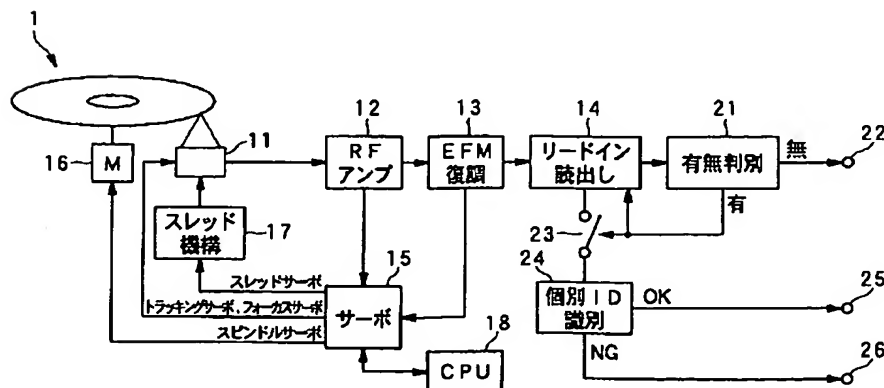 1
16
M
11
12
RF
アンプ
13
EFM
復調
14
リードイン
読出し
21
有無判別
無
22
有
23
24
個別ID
識別
OK
25
NG
26
17
スレッド
機構
15
サーボ
スレッドサーボ
トラッキングサーボ,フォーカスサーボ
スピンドルサーボ
18
CPU